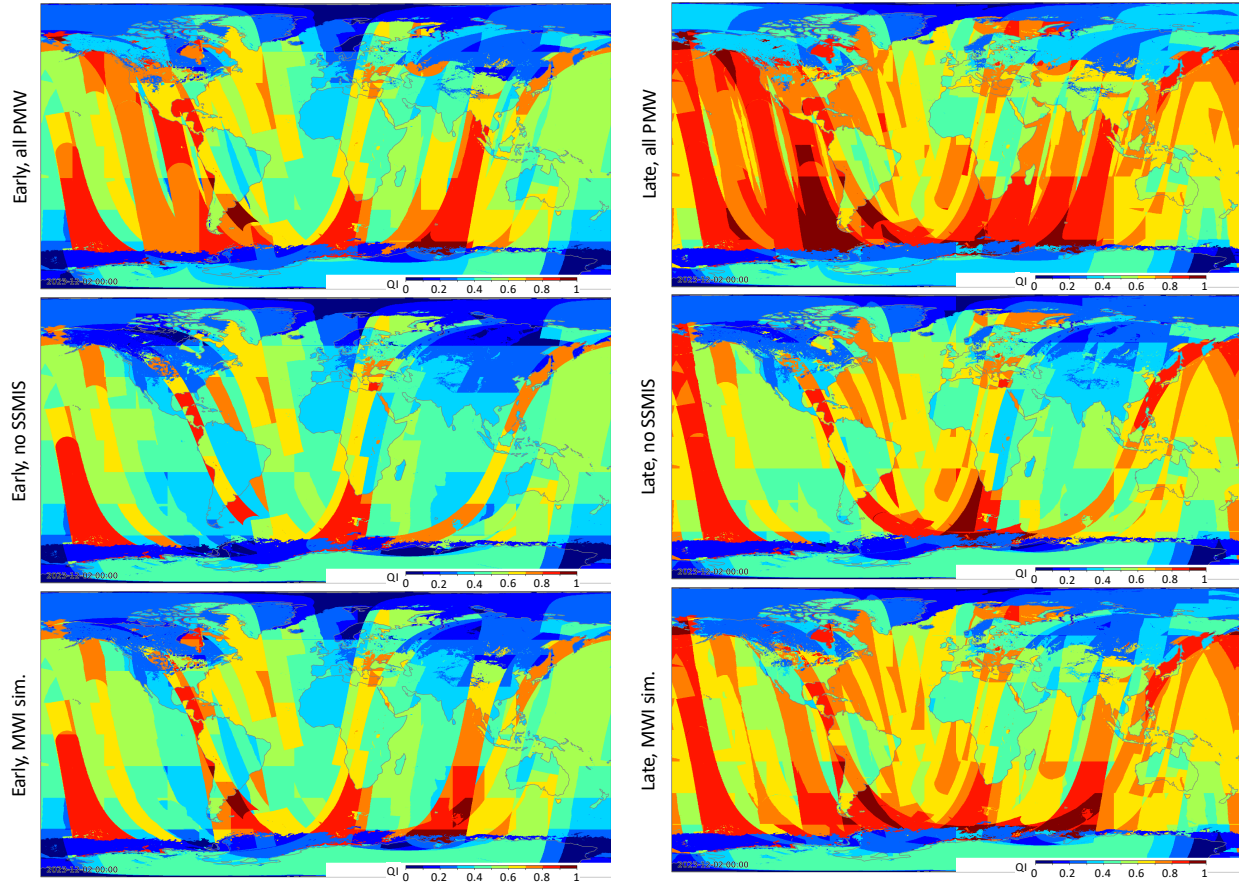 Early, all PMW
QI
0 0.2 0.4 0.6 0.8 1
Late, all PMW
QI
0 0.2 0.4 0.6 0.8 1
Early, no SSMIS
QI
0 0.2 0.4 0.6 0.8 1
Late, no SSMIS
QI
0 0.2 0.4 0.6 0.8 1
Early, MWI sim.
QI
0 0.2 0.4 0.6 0.8 1
Late, MWI sim.
QI
0 0.2 0.4 0.6 0.8 1